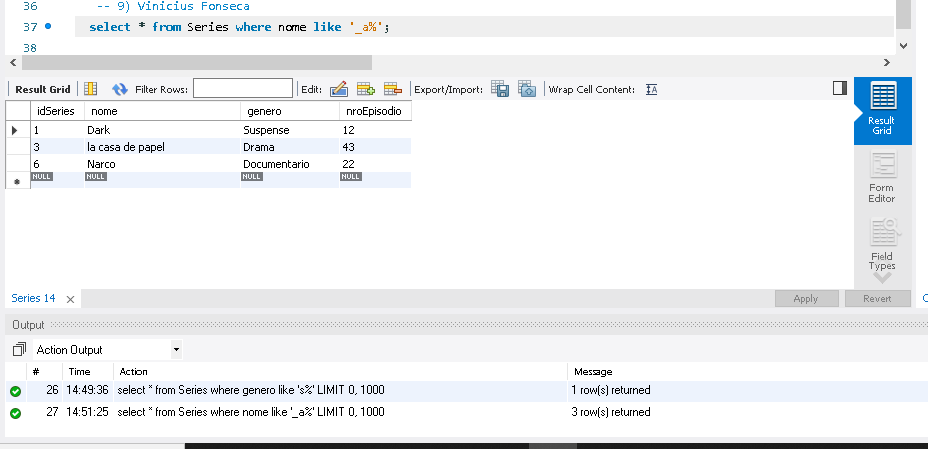 36 -- 9) Vinicius Fonseca
37 select * from Series where nome like '_a%';
38
Result Grid Filter Rows: Edit: Export/Import: Wrap Cell Content: IA
idSeries nome genero nroEpisodio
1 Dark Suspense 12
3 la casa de papel Drama 43
6 Narco Documentario 22
NULL NULL NULL NULL
Result
Grid
Form
Editor
Field
Types
Series 14 Apply Revert
Output
Action Output
# Time Action Message
26 14:49:36 select * from Series where genero like 's%' LIMIT 0, 1000 1 row(s) returned
27 14:51:25 select * from Series where nome like '_a%' LIMIT 0, 1000 3 row(s) returned